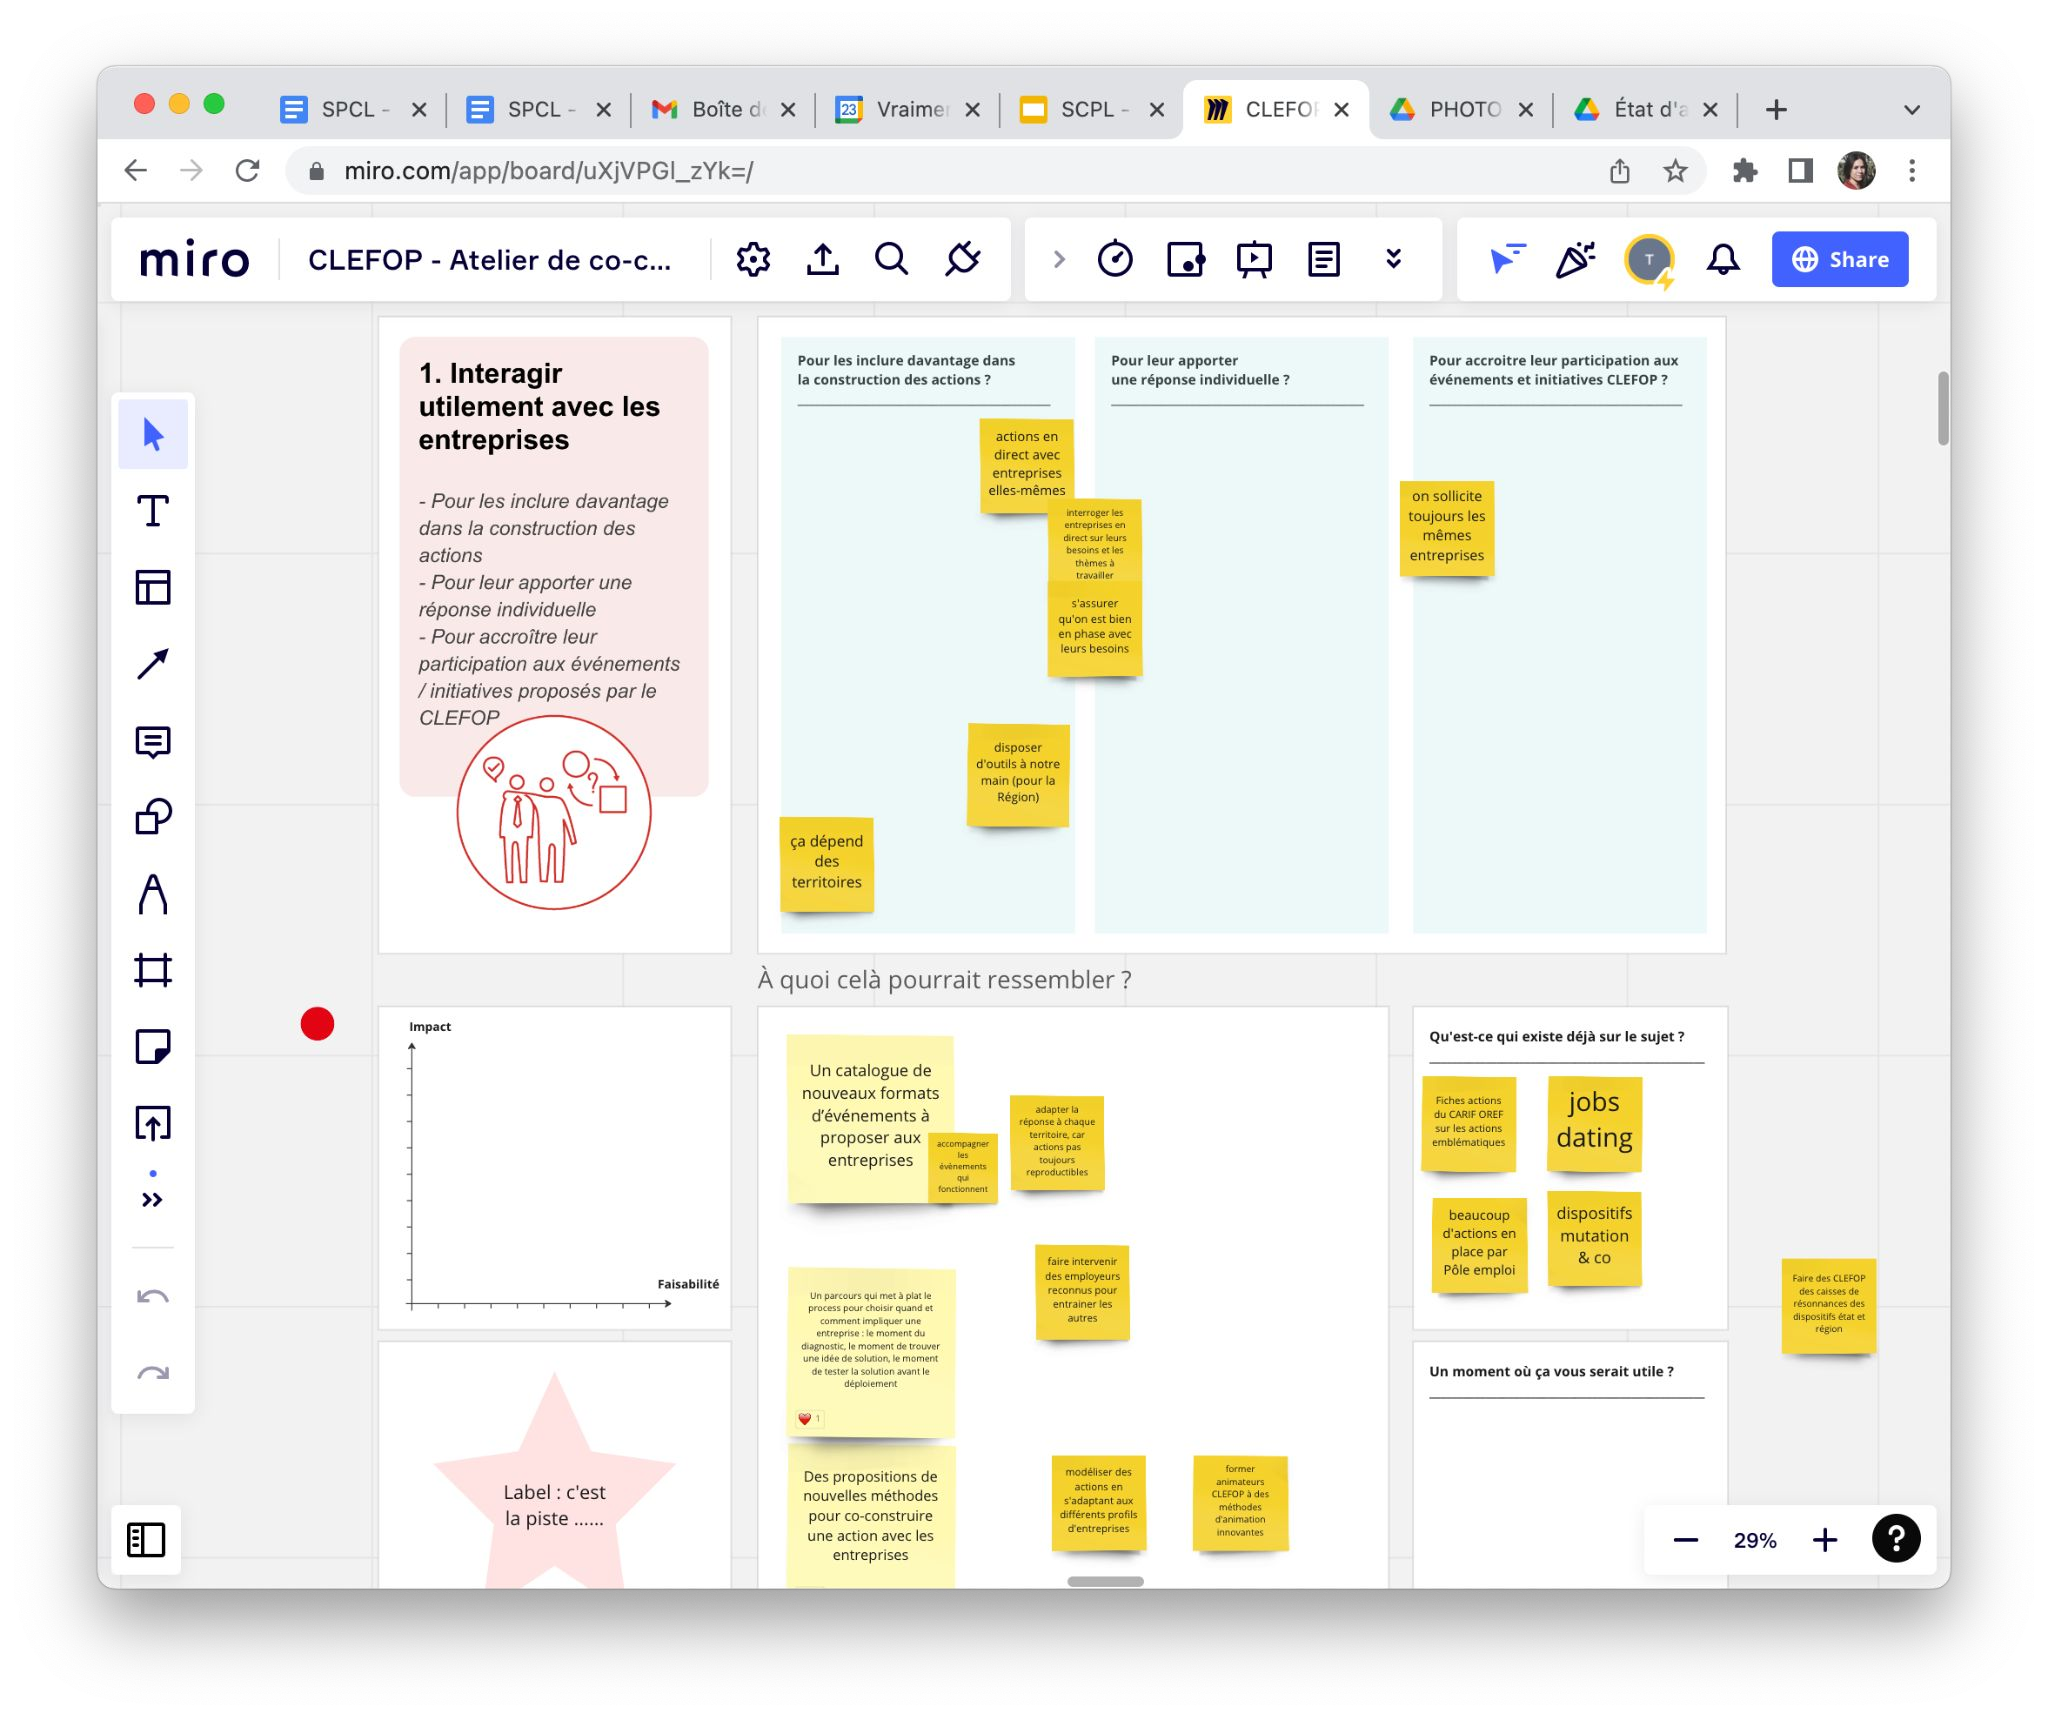 SPCL -
SPCL -
Boîte de
23
Vraimer
SCPL -
CLEFOP
PHOTO
État d'a
miro.com/app/board/uXjVPGl_zYk=/
miro
CLEFOP - Atelier de co-c...
T
Share
1. Interagir
utilement avec les
entreprises
- Pour les inclure davantage
dans la construction des
actions
- Pour leur apporter une
réponse individuelle
- Pour accroître leur
participation aux événements
/ initiatives proposés par le
CLEFOP
?
Pour les inclure davantage dans
la construction des actions ?
Pour leur apporter
une réponse individuelle ?
Pour accroitre leur participation aux
événements et initiatives CLEFOP ?
actions en
direct avec
entreprises
elles-mêmes
interroger les
entreprises en
direct sur leurs
besoins et les
thèmes à
travailler
s'assurer
qu'on est bien
en phase avec
leurs besoins
on sollicite
toujours les
mêmes
entreprises
disposer
d'outils à notre
main (pour la
Région)
ça dépend
des
territoires
À quoi celà pourrait ressembler ?
Impact
Faisabilité
Label : c'est
la piste ......
Un catalogue de
nouveaux formats
d'événements à
proposer aux
entreprises
accompagner
les
évènements
qui
fonctionnent
adapter la
réponse à chaque
territoire, car
actions pas
toujours
reproductibles
faire intervenir
des employeurs
reconnus pour
entrainer les
autres
Un parcours qui met à plat le
process pour choisir quand et
comment impliquer une
entreprise : le moment du
diagnostic, le moment de trouver
une idée de solution, le moment
de tester la solution avant le
déploiement
1
Des propositions de
nouvelles méthodes
pour co-construire
une action avec les
entreprises
modéliser des
actions en
s'adaptant aux
différents profils
d'entreprises
former
animateurs
CLEFOP à des
méthodes
d'animation
innovantes
Qu'est-ce qui existe déjà sur le sujet ?
Fiches actions
du CARIF OREF
sur les actions
emblématiques
jobs
dating
beaucoup
d'actions en
place par
Pôle emploi
dispositifs
mutation
& co
Faire des CLEFOP
des caisses de
résonnances des
dispositifs état et
région
Un moment où ça vous serait utile ?
29%
?